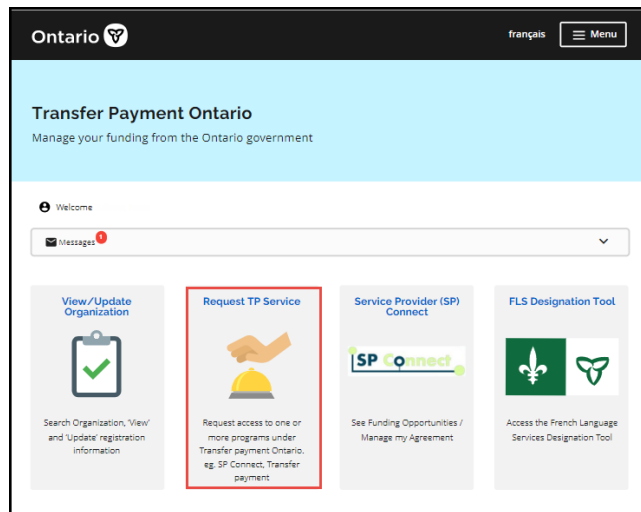 Ontario
français
Menu
Transfer Payment Ontario
Manage your funding from the Ontario government
Welcome
Messages 1
View/Update
Organization
Search Organization, 'View'
and 'Update' registration
information
Request TP Service
Request access to one or
more programs under
Transfer payment Ontario.
eg. SP Connect, Transfer
payment
Service Provider (SP)
Connect
SP Connect
See Funding Opportunities /
Manage my Agreement
FLS Designation Tool
Access the French Language
Services Designation Tool